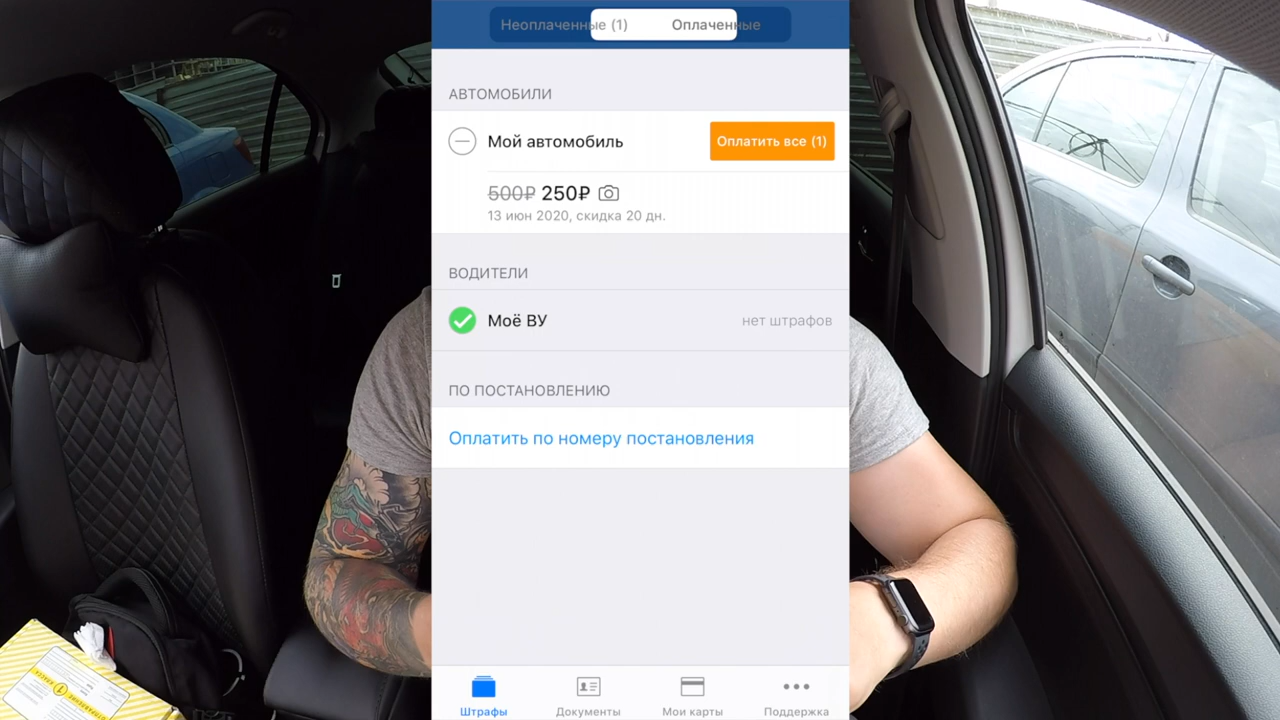 Неоплаченные (1) Оплаченные
АВТОМОБИЛИ
Мой автомобиль Оплатить все (1)
500₽ 250₽
13 июн 2020, скидка 20 дн.
ВОДИТЕЛИ
Моё ВУ нет штрафов
ПО ПОСТАНОВЛЕНИЮ
Оплатить по номеру постановления
Штрафы Документы Мои карты Поддержка